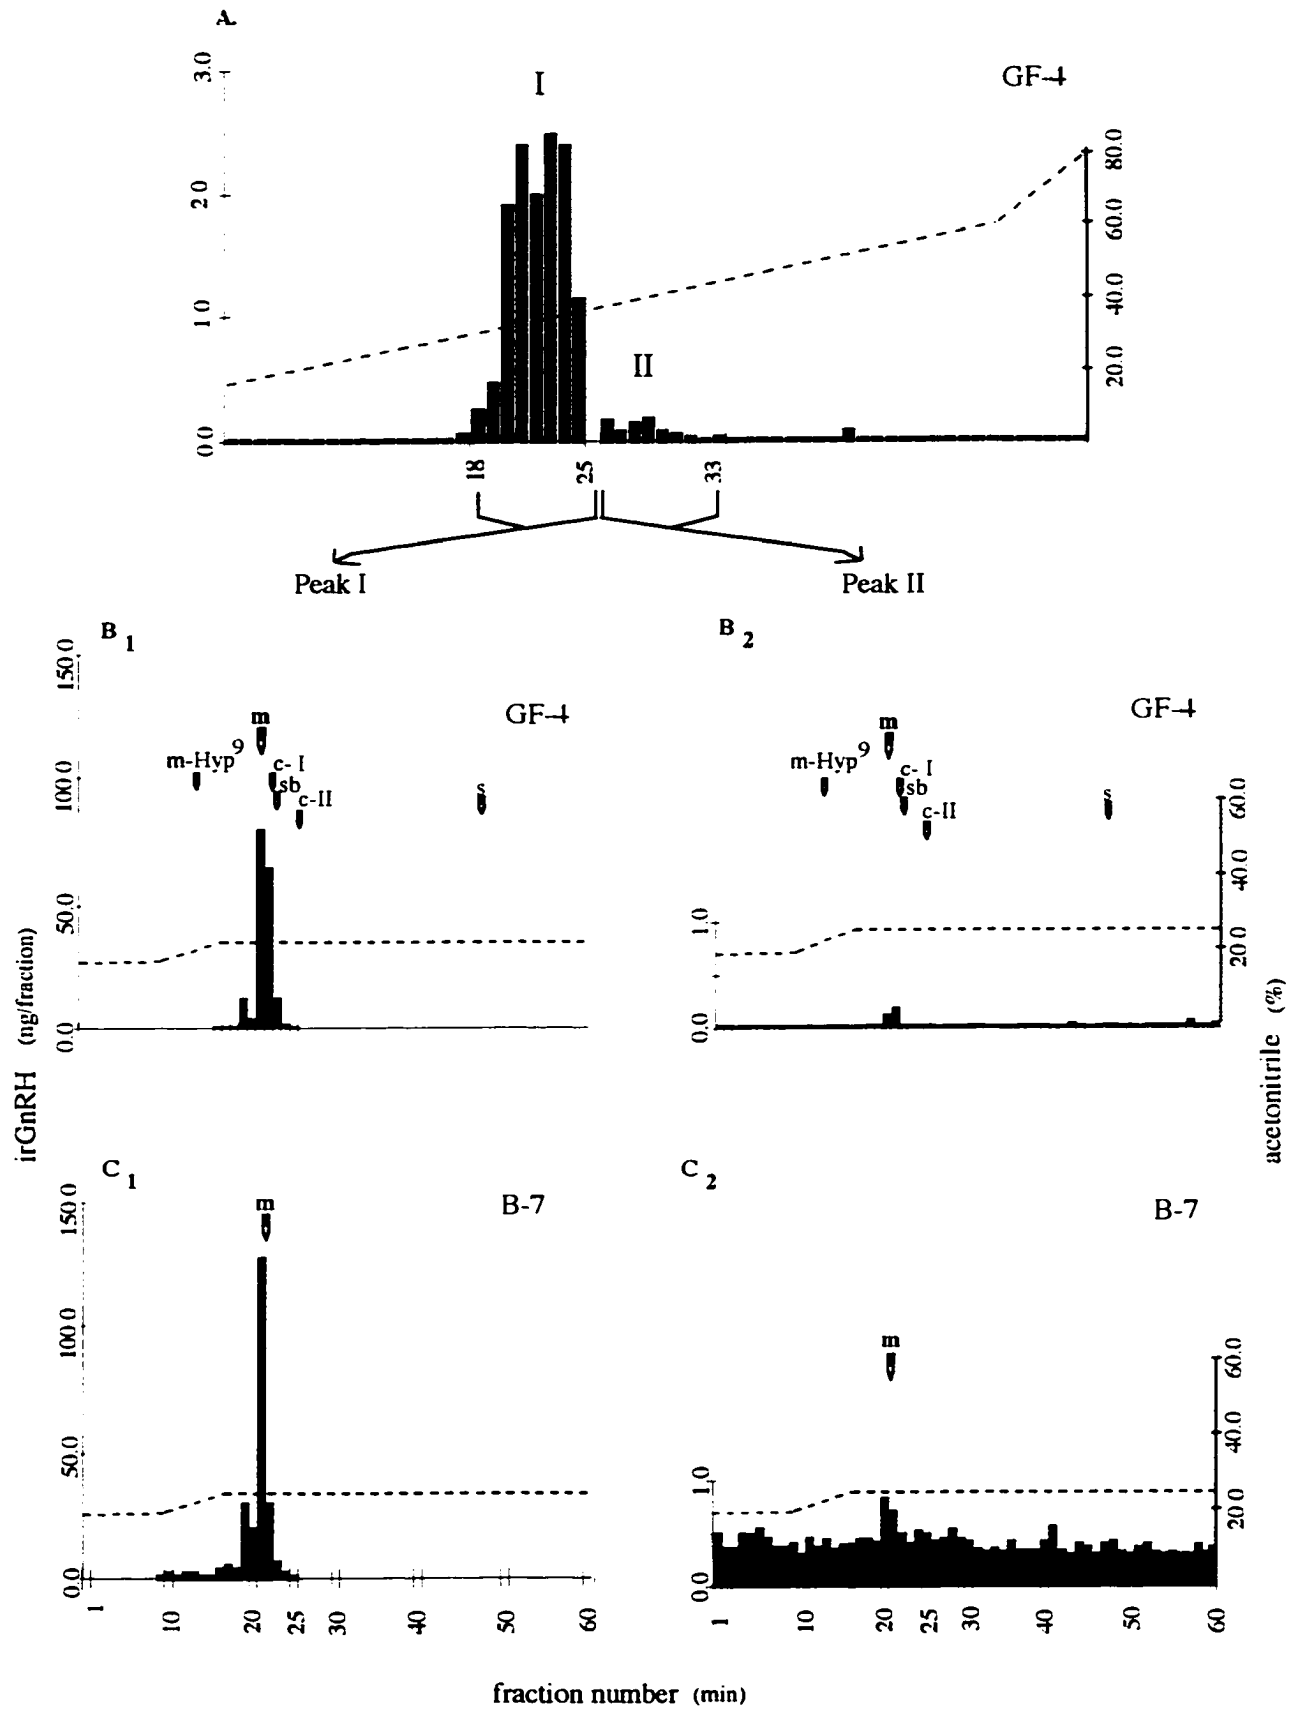 A.
I
GF-4
3.0
2.0
1.0
0.0
80.0
60.0
40.0
20.0
II
18
25
33
Peak I
Peak II
B 1
GF-4
150.0
100.0
50.0
0.0
m
m-Hyp9
c-I
sb
c-II
s
B 2
GF-4
m
m-Hyp9
c-I
sb
c-II
s
1.0
0.0
60.0
40.0
20.0
irGnRH (ng/fraction)
acetonitrile (%)
C 1
B-7
150.0
100.0
50.0
0.0
m
1 10 20 25 30 40 50 60
C 2
B-7
m
1.0
0.0
60.0
40.0
20.0
1 10 20 25 30 40 50 60
fraction number (min)